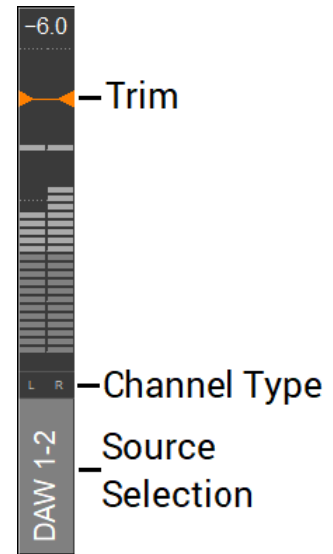 −6.0
Trim
L R
Channel Type
DAW 1-2
Source
Selection